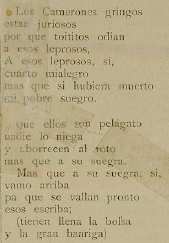 Los Camerones gringos
estan furiosos
por que toititos odian
a esos leprosos,
A esos leprosos, si,
cuarto mialegro
mas que si hubiera muerto
mi pobre suegro.
Que ellos son pelagato
nadie lo niega
y aborrecen al roto
mas que a su suegra.
Mas que a su suegra, si,
vamo arriba
pa que se vallan pronto
esos escriba;
(tienen llena la bolsa
y la gran barriga)